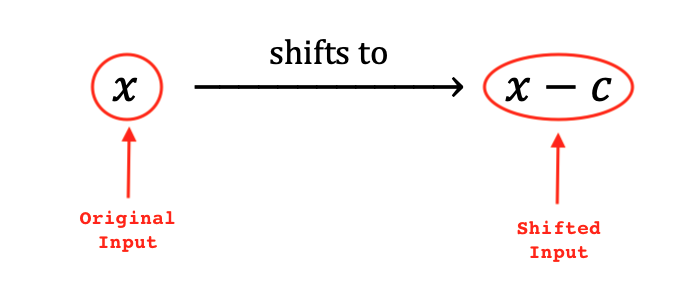 shifts to
x
x − c
Original
Input
Shifted
Input